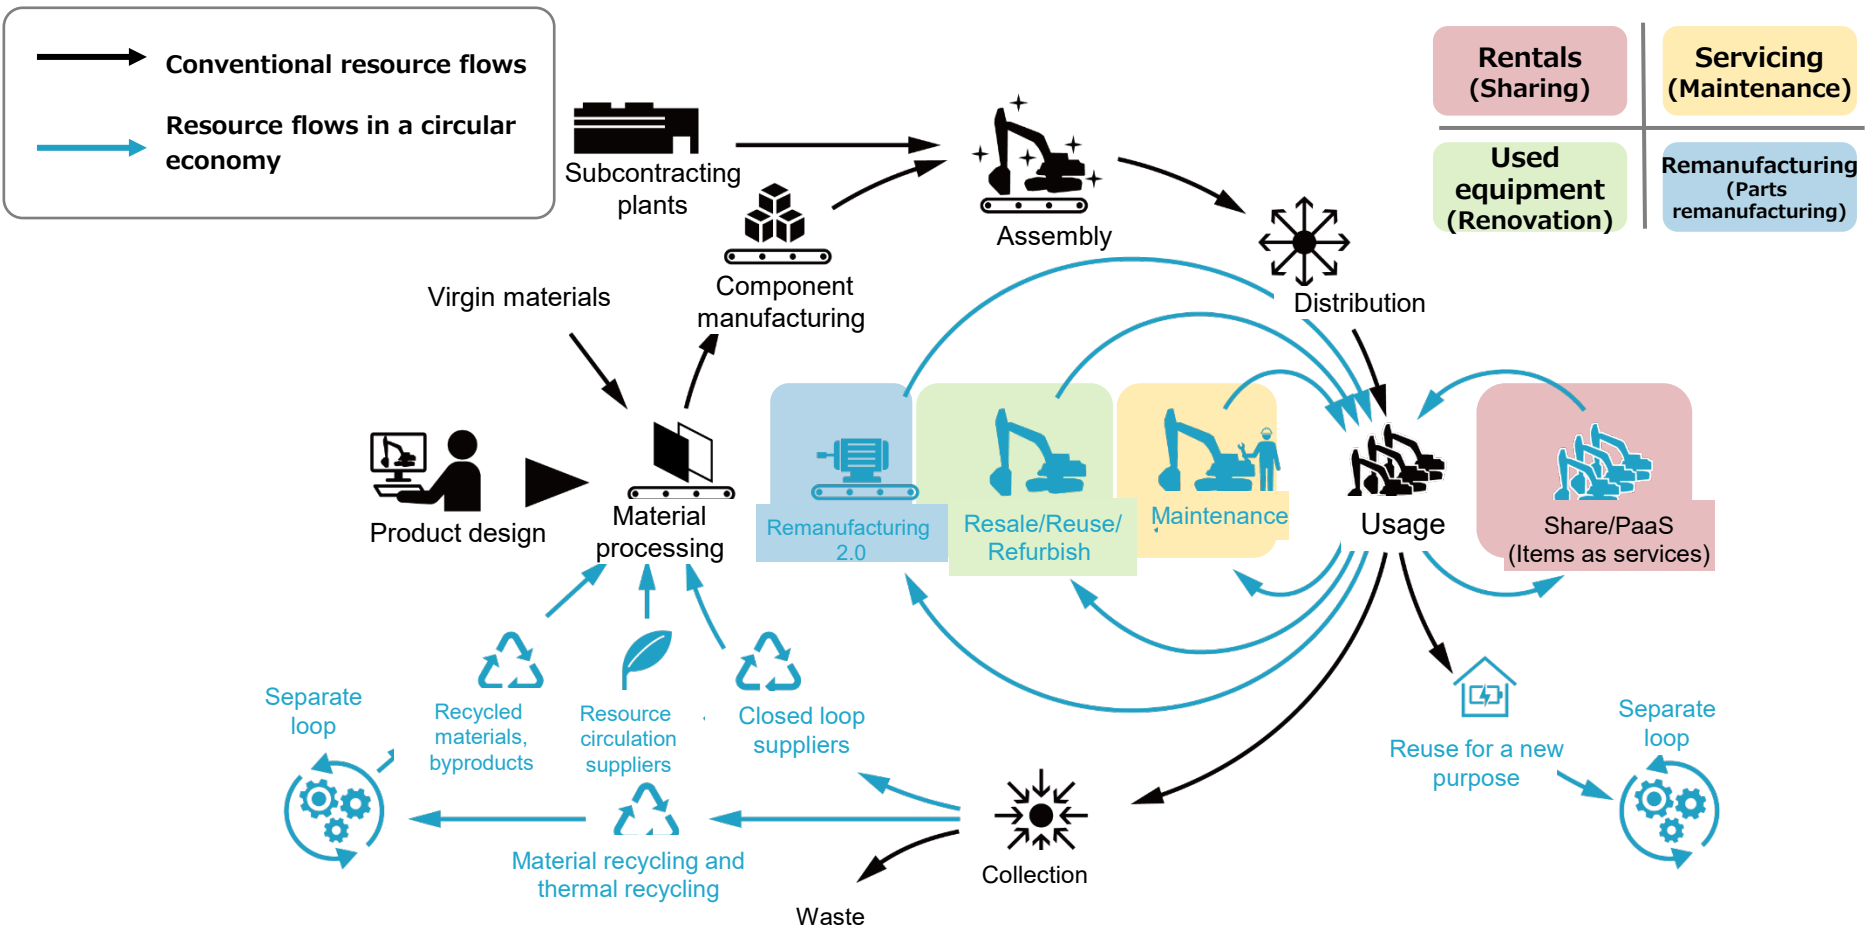 Conventional resource flows
Resource flows in a circular
economy
Rentals
(Sharing)
Servicing
(Maintenance)
Used
equipment
(Renovation)
Remanufacturing
(Parts
remanufacturing)
Subcontracting
plants
Assembly
Component
manufacturing
Virgin materials
Distribution
Product design
Material
processing
Remanufacturing
2.0
Resale/Reuse/
Refurbish
Maintenance
Usage
Share/PaaS
(Items as services)
Separate
loop
Recycled
materials,
byproducts
Resource
circulation
suppliers
Closed loop
suppliers
Reuse for a new
purpose
Separate
loop
Material recycling and
thermal recycling
Collection
Waste